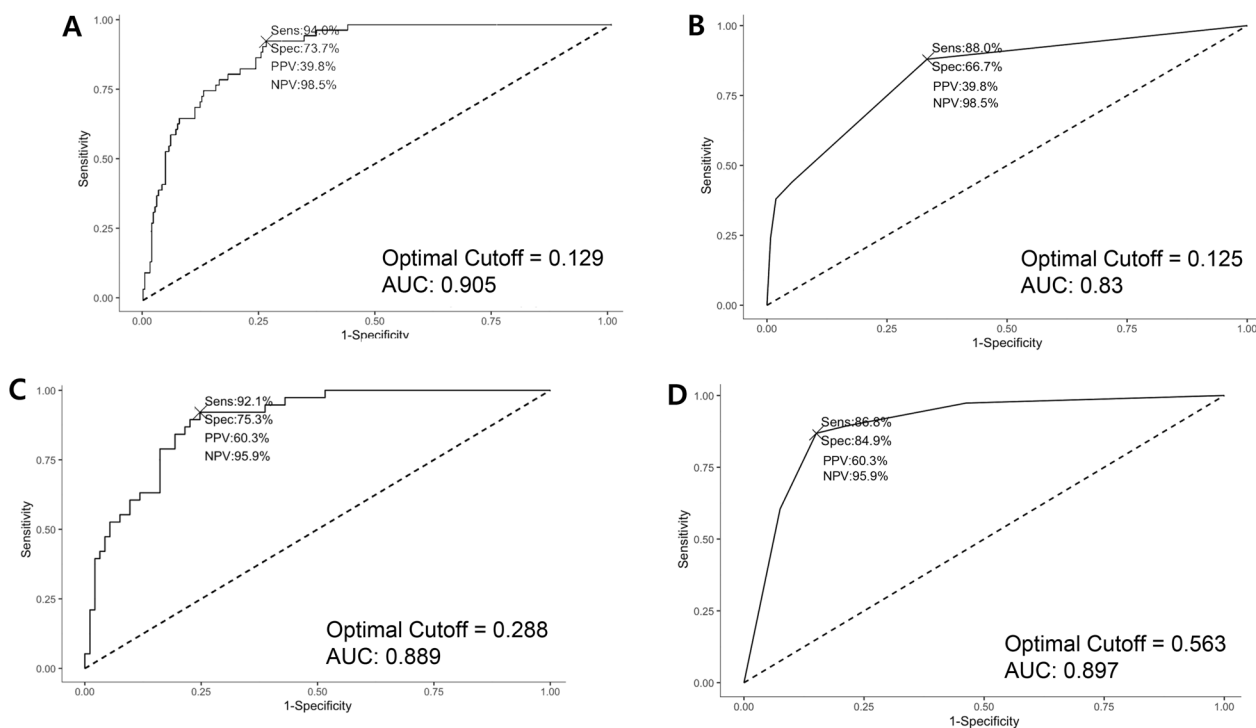 A
1.00
0.75
0.50
0.25
0.00
Sensitivity
Sens:94.0%
Spec:73.7%
PPV:39.8%
NPV:98.5%
Optimal Cutoff = 0.129
AUC: 0.905
0.00
0.25
0.50
0.75
1.00
1-Specificity
B
1.00
0.75
0.50
0.25
0.00
Sensitivity
Sens:88.0%
Spec:66.7%
PPV:39.8%
NPV:98.5%
Optimal Cutoff = 0.125
AUC: 0.83
0.00
0.25
0.50
0.75
1.00
1-Specificity
C
1.00
0.75
0.50
0.25
0.00
Sensitivity
Sens:92.1%
Spec:75.3%
PPV:60.3%
NPV:95.9%
Optimal Cutoff = 0.288
AUC: 0.889
0.00
0.25
0.50
0.75
1.00
1-Specificity
D
1.00
0.75
0.50
0.25
0.00
Sensitivity
Sens:86.8%
Spec:84.9%
PPV:60.3%
NPV:95.9%
Optimal Cutoff = 0.563
AUC: 0.897
0.00
0.25
0.50
0.75
1.00
1-Specificity